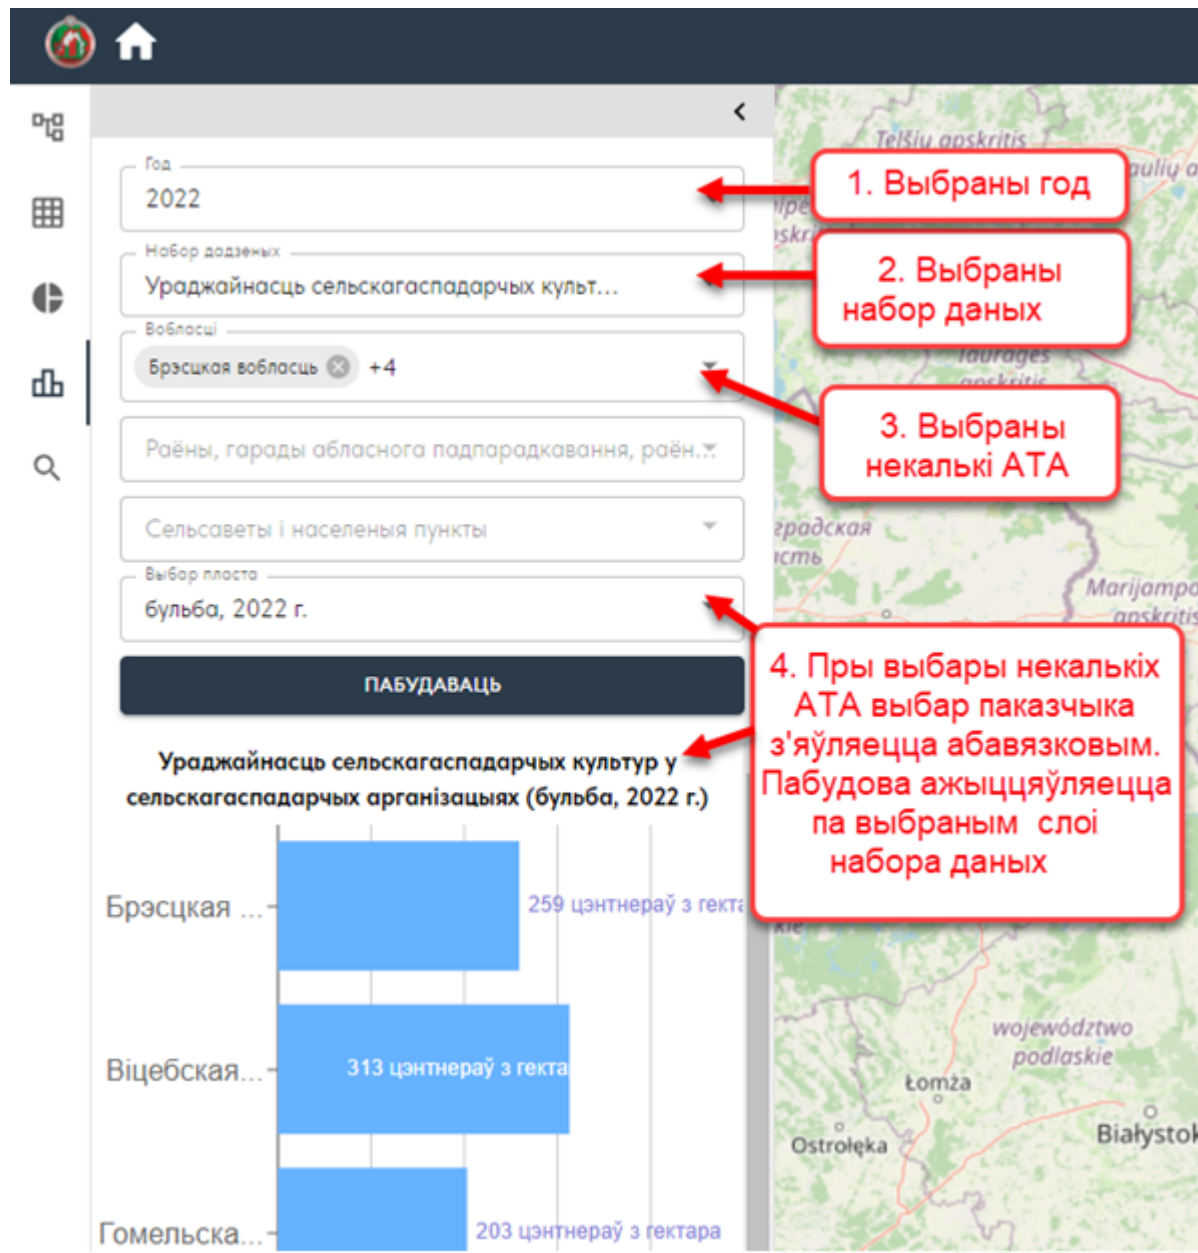 Год
2022
Набор дадзеных
Ураджайнасць сельскагаспадарчых культ...
Вобласці
Брэсцкая вобласць +4
Раёны, гарады абласнога падпарадкавання, раён...
Сельсаветы і населеныя пункты
Выбар пласта
бульба, 2022 г.
ПАБУДАВАЦЬ
Ураджайнасць сельскагаспадарчых культур у
сельскагаспадарчых арганізацыях (бульба, 2022 г.)
Брэсцкая ...
259 цэнтнераў з гекта
Віцебская...
313 цэнтнераў з гекта
Гомельска...
203 цэнтнераў з гектара
1. Выбраны год
2. Выбраны
набор даных
3. Выбраны
некалькі АТА
4. Пры выбары некалькіх
АТА выбар паказчыка
з'яўляецца абавязковым.
Пабудова ажыццяўляецца
па выбраным слоі
набора даных
Telšių apskritis
Tauragės
apskritis
градская
Marijampo
apskritis
województwo
podlaskie
Łomża
Ostrołęka
Białystok